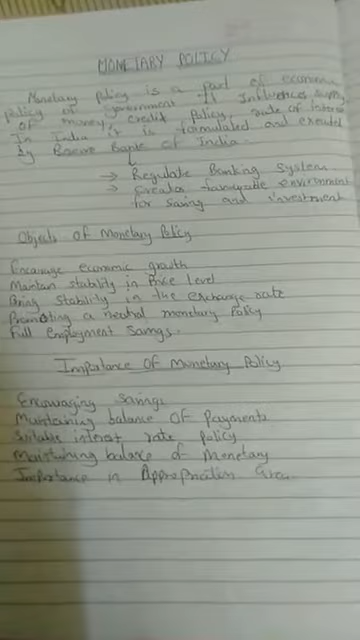 MONETARY POLICY
Monetary policy is a part of economic
policy of government. It Influences supply
of money, credit policy, rate of interest
In India it is formulated and executed
by Reserve Bank of India.
→ Regulate Banking System
→ Creates favourable environment
for saving and investment
Objects of Monetary Policy
Encourage economic growth
Maintan stability in Price Level
Bring Stability in the exchange rate
Promoting a neutral monetary Policy
Full Employment Savings.
Importance OF Monetary Policy
Encouraging Savings
Maintaining balance OF Payments
Suitable interest rate policy
Maintaining balance of Monetary
Importance in Appropriation